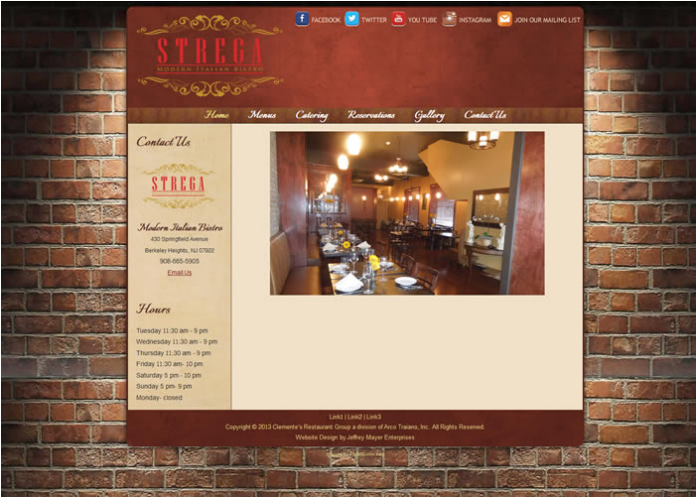 FACEBOOK TWITTER YOU TUBE INSTAGRAM JOIN OUR MAILING LIST
STREGA
MODERN ITALIAN BISTRO
Home Menus Catering Reservations Gallery Contact Us
Contact Us
STREGA
Modern Italian Bistro
430 Springfield Avenue
Berkeley Heights, NJ 07922
908-665-5905
Email Us
Hours
Tuesday 11:30 am - 9 pm
Wednesday 11:30 am - 9 pm
Thursday 11:30 am - 9 pm
Friday 11:30 am- 10 pm
Saturday 5 pm - 10 pm
Sunday 5 pm- 9 pm
Monday- closed
Link1 | Link2 | Link3
Copyright © 2013 Clemente's Restaurant Group a division of Arco Traiano, Inc. All Rights Reserved.
Website Design by Jeffrey Mayer Enterprises